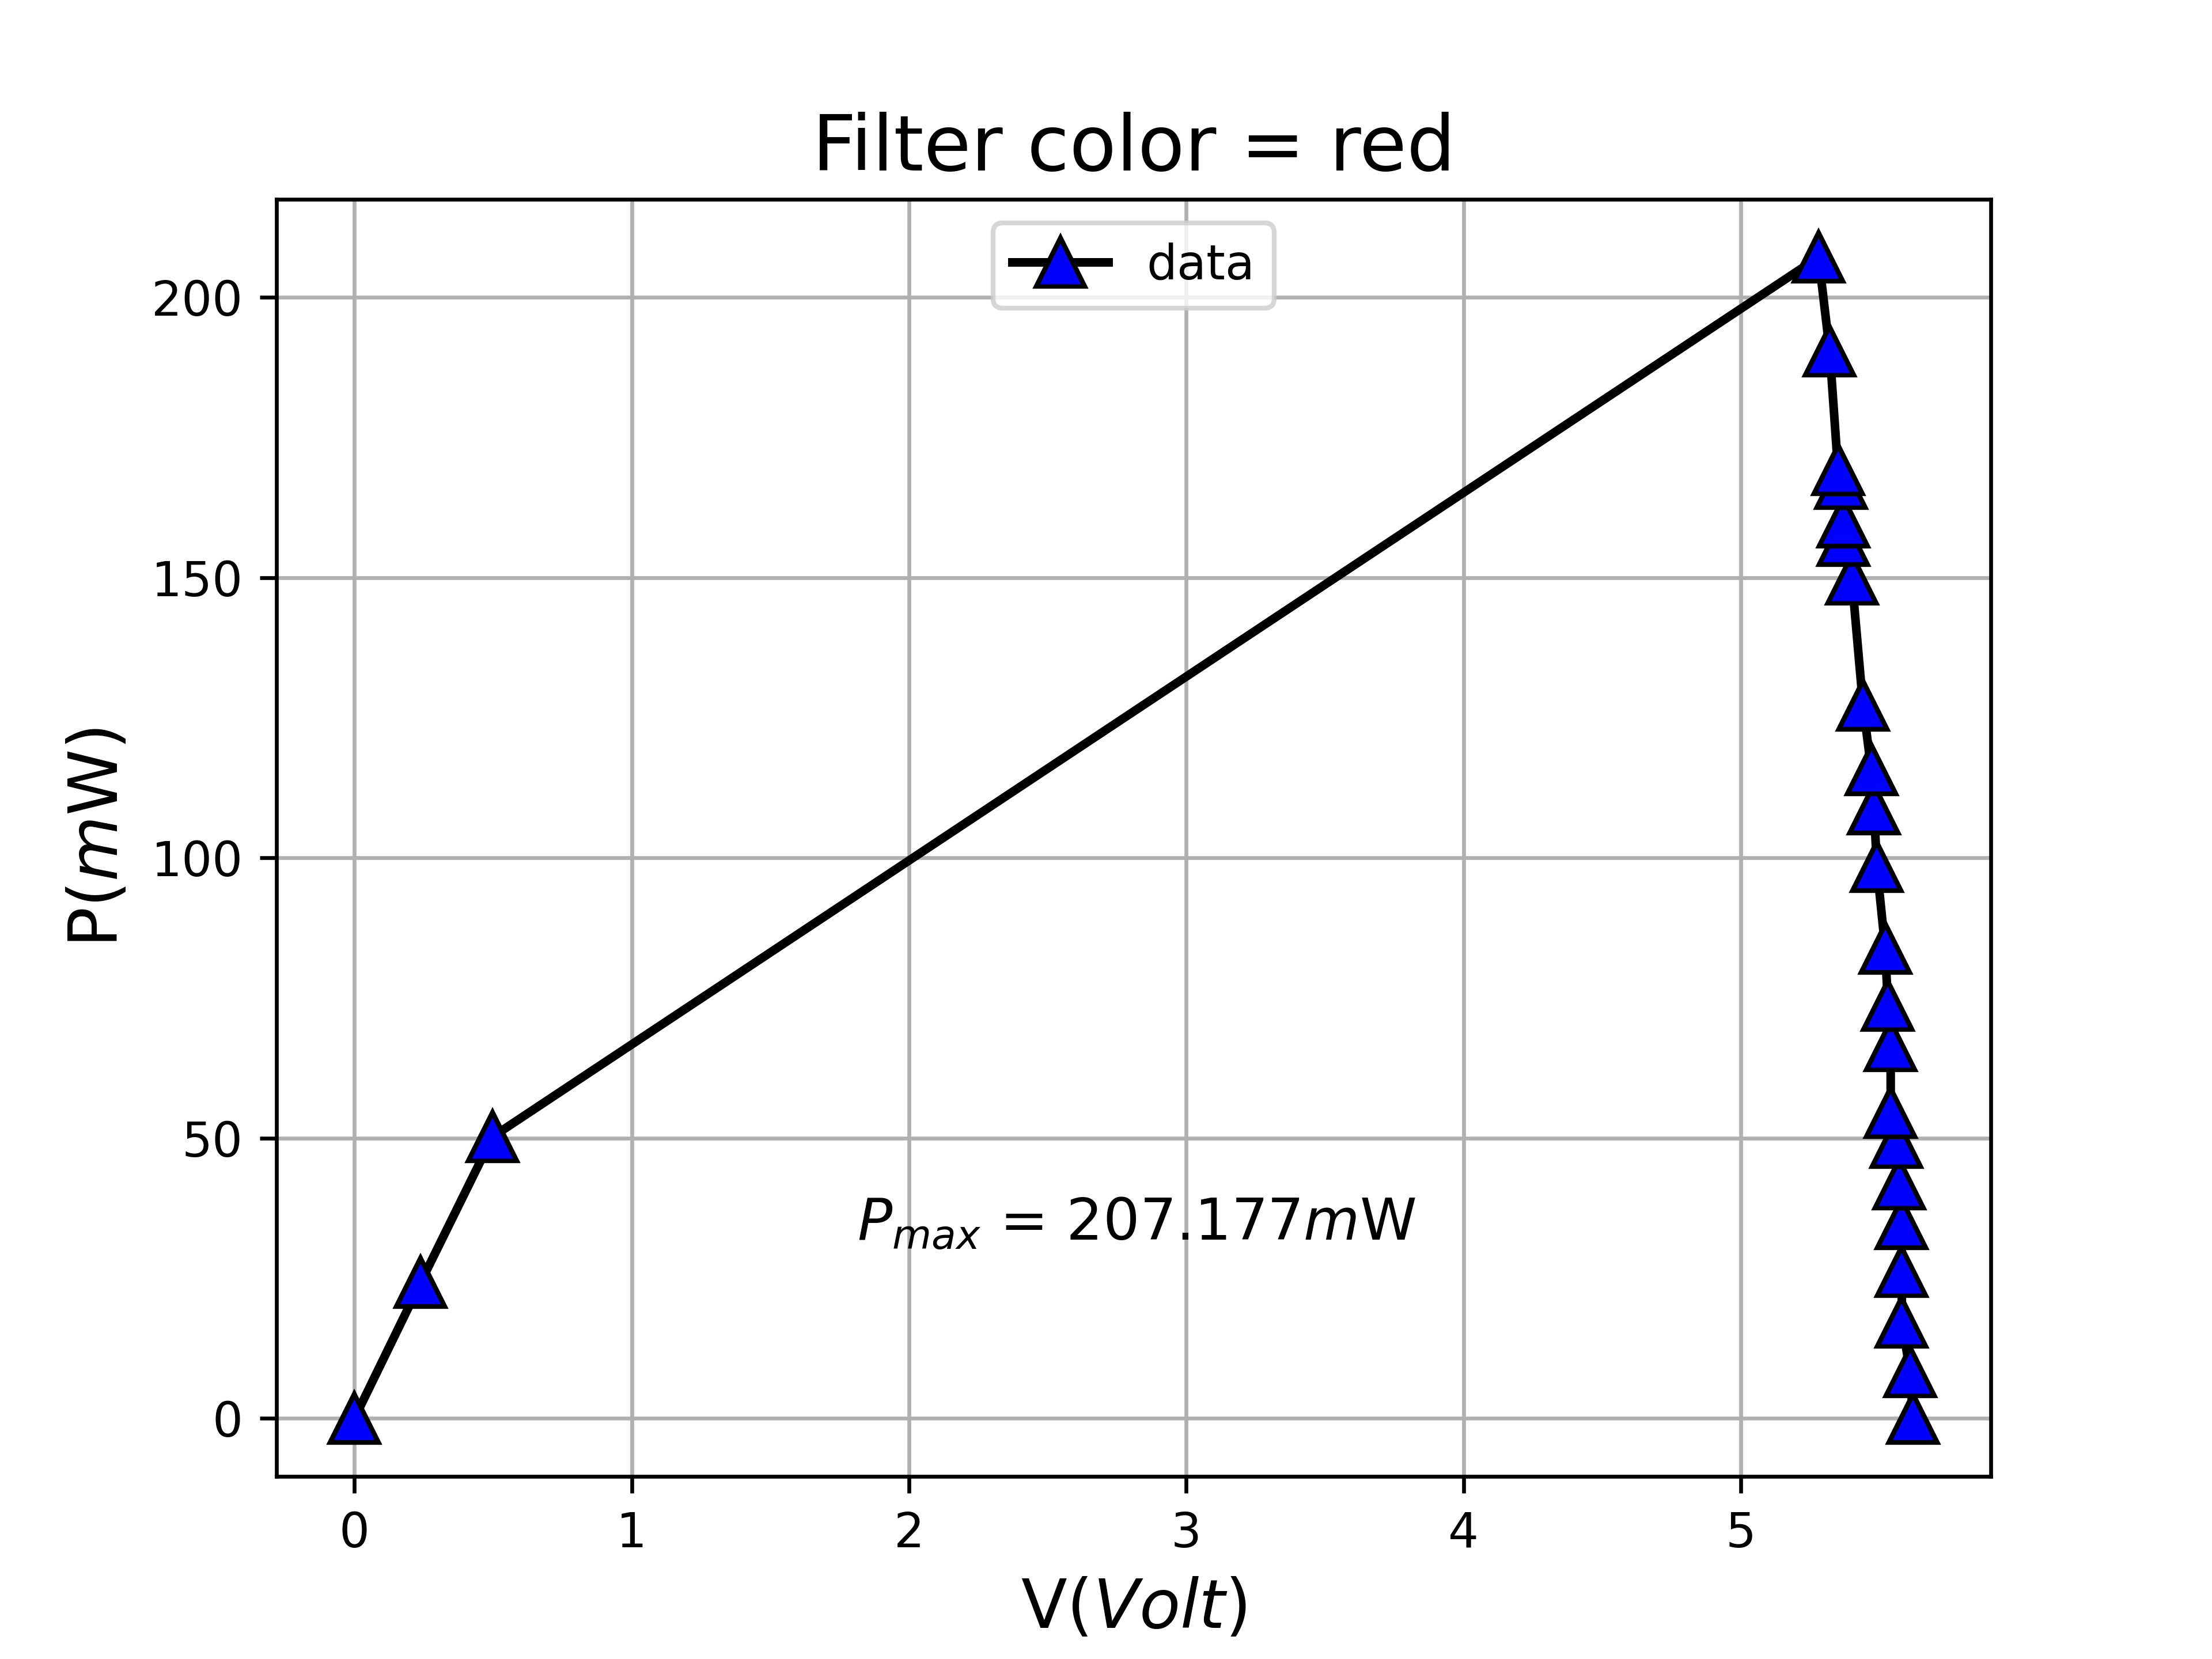 Filter color = red
data
P(mW)
200
150
100
50
0
P_max = 207.177mW
0 1 2 3 4 5
V(Volt)